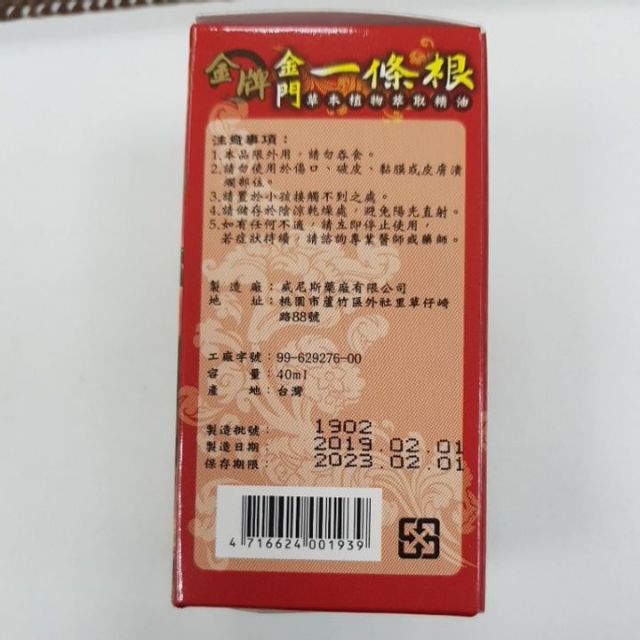 金牌金門一條根
草本植物萃取精油
注意事項：
1.本品限外用，請勿吞食。
2.請勿使用於傷口、破皮、黏膜或皮膚潰
爛部位。
3.請置於小孩接觸不到之處。
4.請儲存於陰涼乾燥處，避免陽光直射。
5.如有任何不適，請立即停止使用，
若症狀持續，請諮詢專業醫師或藥師。
製造廠：威尼斯藥廠有限公司
地址：桃園市蘆竹區外社里草仔崎
路88號
工廠字號：99-629276-00
容量：40ml
產地：台灣
製造批號：1902
製造日期：2019.02.01
保存期限：2023.02.01
4 716624 001939